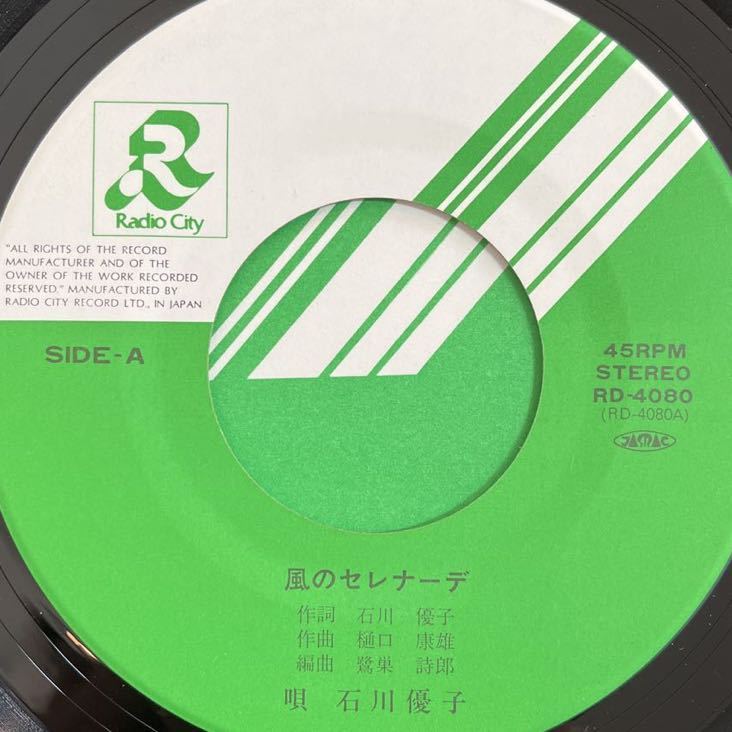 R
Radio City
"ALL RIGHTS OF THE RECORD
MANUFACTURER AND OF THE
OWNER OF THE WORK RECORDED
RESERVED." MANUFACTURED BY
RADIO CITY RECORD LTD., IN JAPAN
SIDE-A
45RPM
STEREO
RD-4080
(RD-4080A)
JASRAC
風のセレナーデ
作詞 石川 優子
作曲 樋口 康雄
編曲 鷺巣 詩郎
唄 石川優子